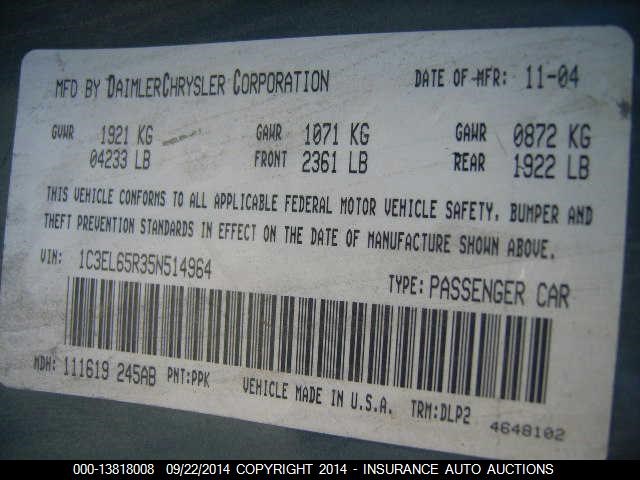 MFD BY DAIMLERCHRYSLER CORPORATION DATE OF MFR: 11-04
GVWR 1921 KG GAWR 1071 KG GAWR 0872 KG
04233 LB FRONT 2361 LB REAR 1922 LB
THIS VEHICLE CONFORMS TO ALL APPLICABLE FEDERAL MOTOR VEHICLE SAFETY, BUMPER AND
THEFT PREVENTION STANDARDS IN EFFECT ON THE DATE OF MANUFACTURE SHOWN ABOVE.
VIN: 1C3EL65R35N514964 TYPE: PASSENGER CAR
MDH: 111619 245AB PNT:PPK VEHICLE MADE IN U.S.A. TRM:DLP2
4648102
000-13818008 09/22/2014 COPYRIGHT 2014 - INSURANCE AUTO AUCTIONS